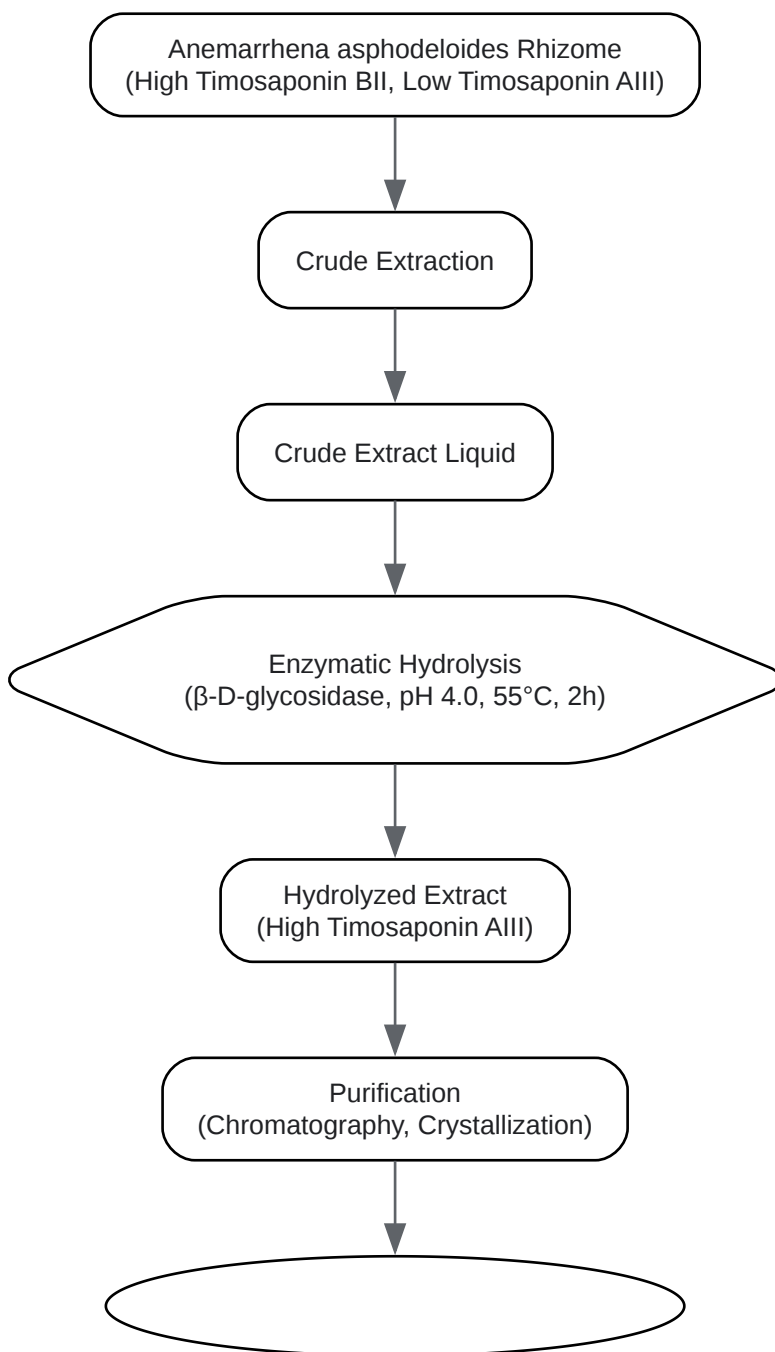 Anemarrhena asphodeloides Rhizome
(High Timosaponin BII, Low Timosaponin AIII)
Crude Extraction
Crude Extract Liquid
Enzymatic Hydrolysis
(β-D-glycosidase, pH 4.0, 55°C, 2h)
Hydrolyzed Extract
(High Timosaponin AIII)
Purification
(Chromatography, Crystallization)